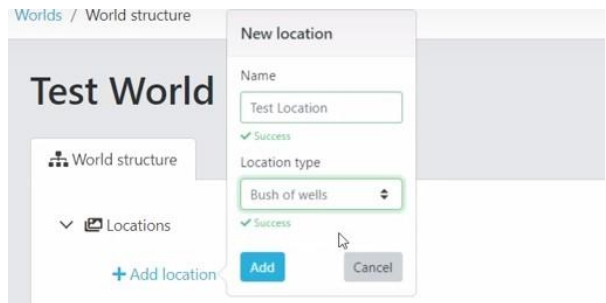 Worlds / World structure
Test World
World structure
Locations
Add location
New location
Name
Test Location
Success
Location type
Bush of wells
Success
Add
Cancel